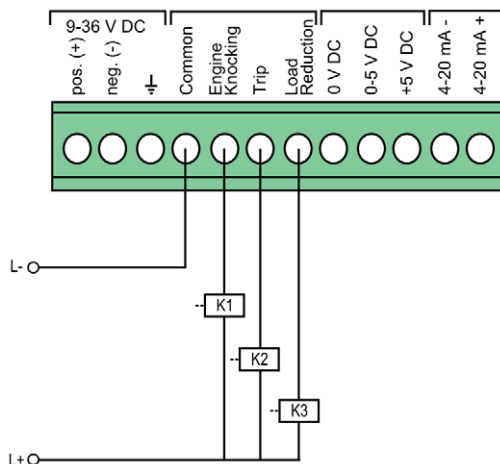 9-36 V DC
pos. (+)
neg. (-)
Common
Engine
Knocking
Trip
Load
Reduction
0 V DC
0-5 V DC
+5 V DC
4-20 mA -
4-20 mA +
L-
K1
K2
K3
L+